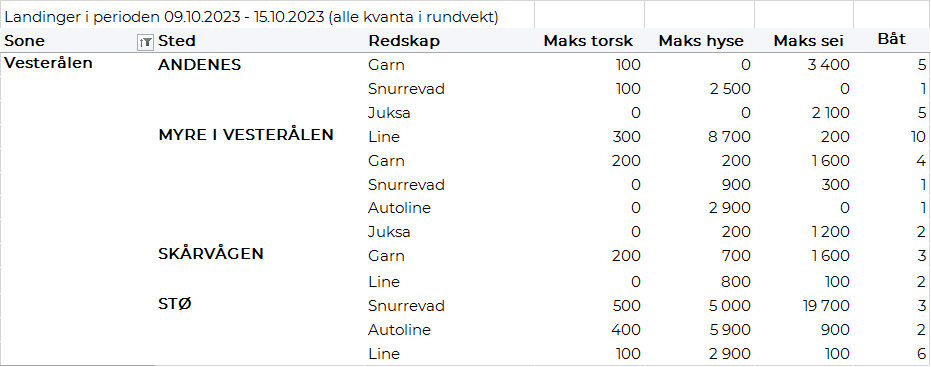 Landinger i perioden 09.10.2023 - 15.10.2023 (alle kvanta i rundvekt)
Sone Sted Redskap Maks torsk Maks hyse Maks sei Båt
Vesterålen ANDENES Garn 100 0 3 400 5
Snurrevad 100 2 500 0 1
Juksa 0 0 2 100 5
MYRE I VESTERÅLEN Line 300 8 700 200 10
Garn 200 200 1 600 4
Snurrevad 0 900 300 1
Autoline 0 2 900 0 1
Juksa 0 200 1 200 2
SKÅRVÅGEN Garn 200 700 1 600 3
Line 0 800 100 2
STØ Snurrevad 500 5 000 19 700 3
Autoline 400 5 900 900 2
Line 100 2 900 100 6